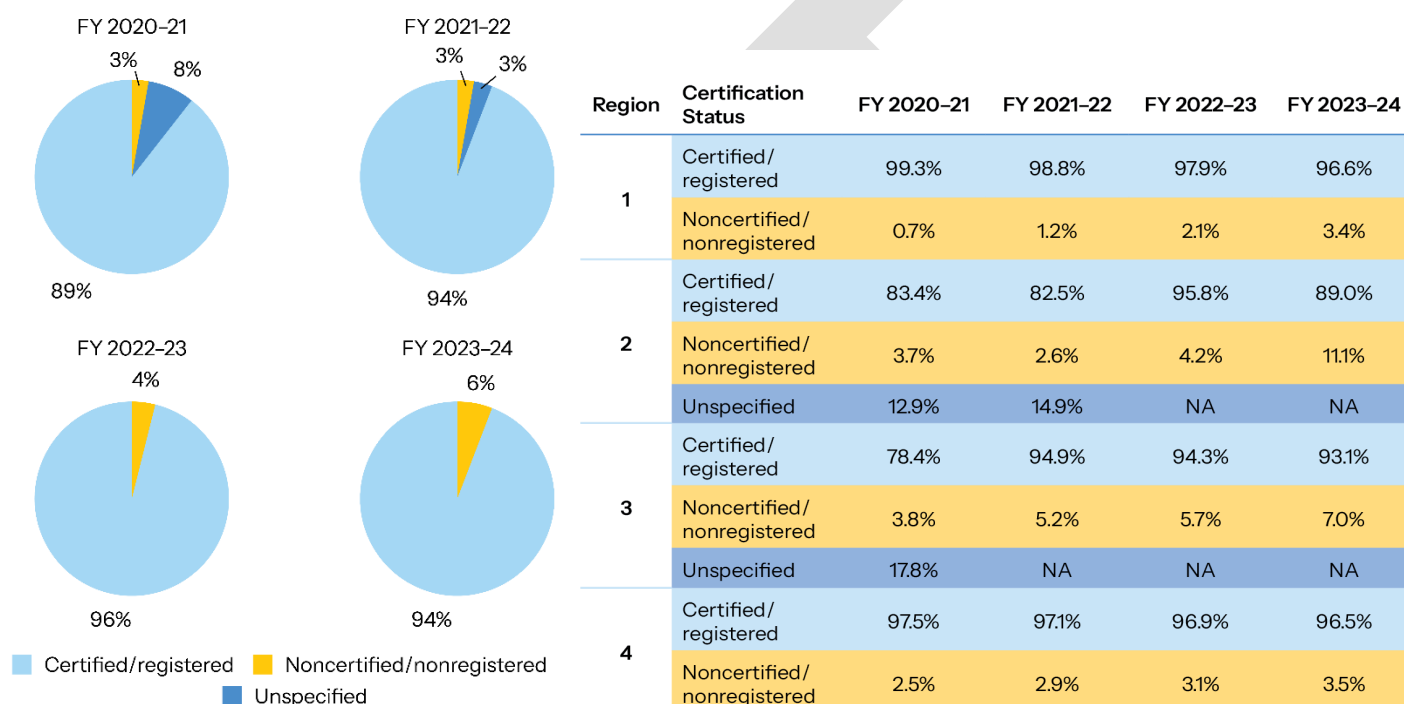 FY 2020–21
3%
8%
89%
FY 2021–22
3%
3%
94%
FY 2022–23
4%
96%
FY 2023–24
6%
94%
Certified/registered
Noncertified/nonregistered
Unspecified
Region
Certification
Status
FY 2020–21
FY 2021–22
FY 2022–23
FY 2023–24
1
Certified/
registered
99.3%
98.8%
97.9%
96.6%
Noncertified/
nonregistered
0.7%
1.2%
2.1%
3.4%
2
Certified/
registered
83.4%
82.5%
95.8%
89.0%
Noncertified/
nonregistered
3.7%
2.6%
4.2%
11.1%
Unspecified
12.9%
14.9%
NA
NA
3
Certified/
registered
78.4%
94.9%
94.3%
93.1%
Noncertified/
nonregistered
3.8%
5.2%
5.7%
7.0%
Unspecified
17.8%
NA
NA
NA
4
Certified/
registered
97.5%
97.1%
96.9%
96.5%
Noncertified/
nonregistered
2.5%
2.9%
3.1%
3.5%